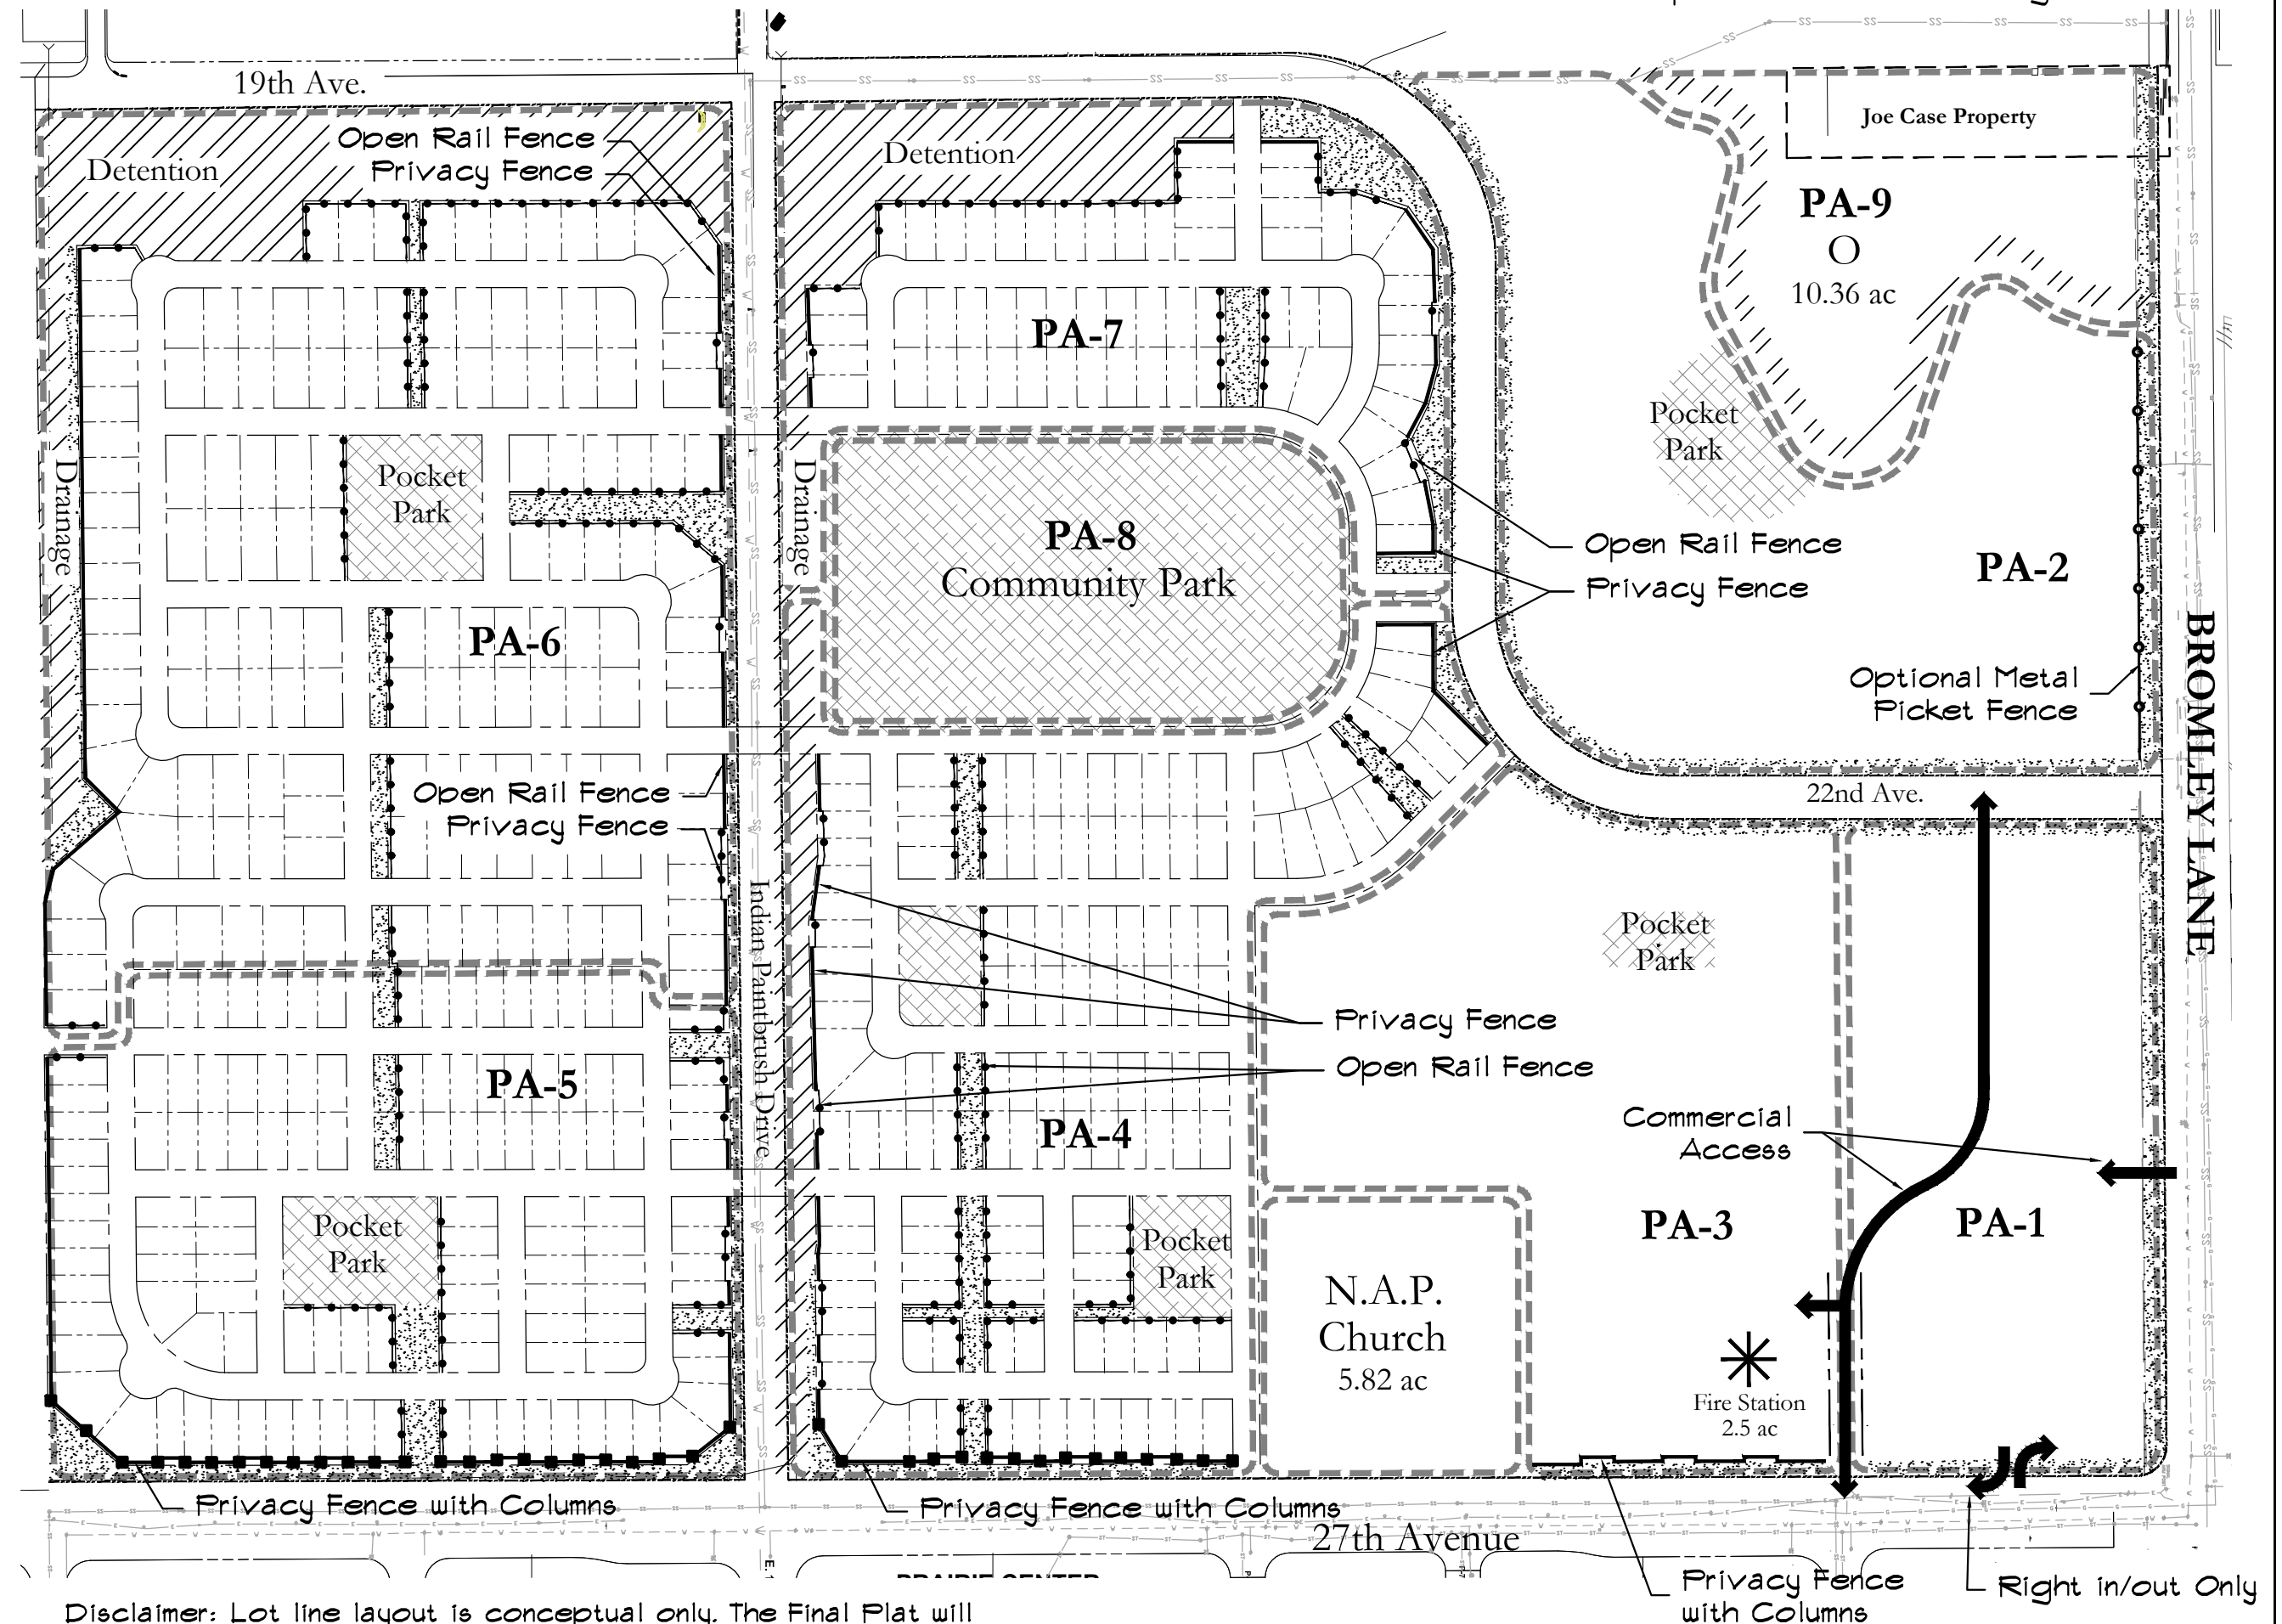 19th Ave.
Open Rail Fence
Privacy Fence
Detention
Detention
Joe Case Property
PA-9
O
10.36 ac
PA-7
Pocket
Park
Pocket
Park
Drainage
Drainage
PA-8
Community Park
Open Rail Fence
Privacy Fence
PA-2
PA-6
Optional Metal
Picket Fence
BROMLEY LANE
22nd Ave.
Open Rail Fence
Privacy Fence
Indian Paintbrush Drive
Pocket
Park
Privacy Fence
Open Rail Fence
PA-5
PA-4
Commercial
Access
PA-3
PA-1
Pocket
Park
Pocket
Park
N.A.P.
Church
5.82 ac
Fire Station
2.5 ac
Privacy Fence with Columns
Privacy Fence with Columns
27th Avenue
PRAIRIE CENTER
Privacy Fence
with Columns
Right in/out Only
Disclaimer: Lot line layout is conceptual only. The Final Plat will